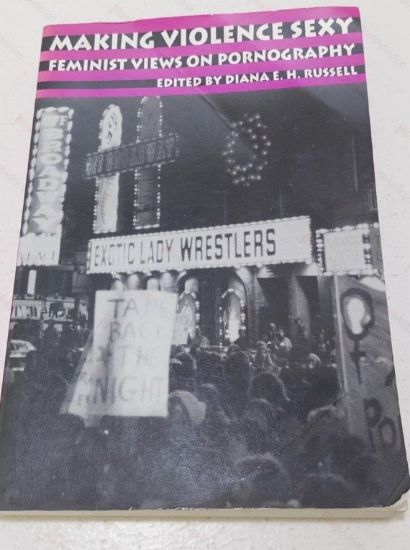 MAKING VIOLENCE SEXY
FEMINIST VIEWS ON PORNOGRAPHY
EDITED BY DIANA E. H. RUSSELL
OFF BROADWAY
BROADWAY
EXOTIC LADY WRESTLERS
TAKE
BACK
THE
NIGHT